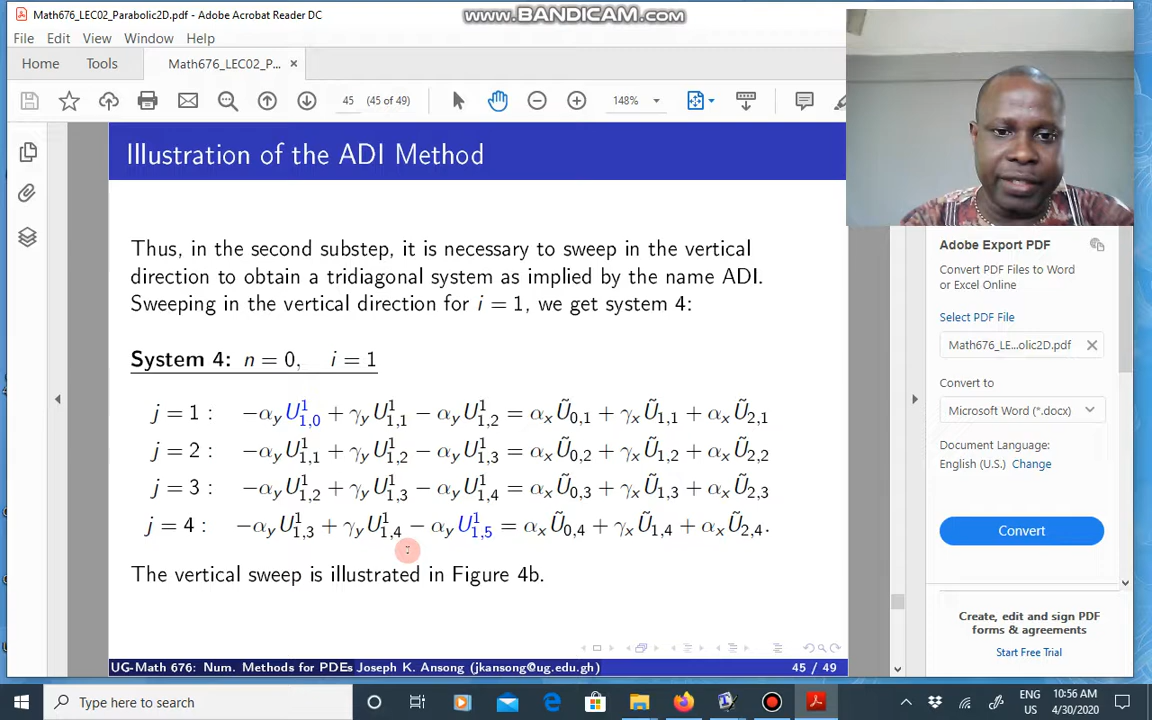 Math676_LEC02_Parabolic2D.pdf - Adobe Acrobat Reader DC
www.BANDICAM.com
File Edit View Window Help
Home Tools Math676_LEC02_P... ×
45 (45 of 49) 148%
Illustration of the ADI Method
Thus, in the second substep, it is necessary to sweep in the vertical
direction to obtain a tridiagonal system as implied by the name ADI.
Sweeping in the vertical direction for i = 1, we get system 4:
System 4: n = 0, i = 1
j = 1 : −α_y U^1_{1,0} + γ_y U^1_{1,1} − α_y U^1_{1,2} = α_x Ũ_{0,1} + γ_x Ũ_{1,1} + α_x Ũ_{2,1}
j = 2 : −α_y U^1_{1,1} + γ_y U^1_{1,2} − α_y U^1_{1,3} = α_x Ũ_{0,2} + γ_x Ũ_{1,2} + α_x Ũ_{2,2}
j = 3 : −α_y U^1_{1,2} + γ_y U^1_{1,3} − α_y U^1_{1,4} = α_x Ũ_{0,3} + γ_x Ũ_{1,3} + α_x Ũ_{2,3}
j = 4 : −α_y U^1_{1,3} + γ_y U^1_{1,4} − α_y U^1_{1,5} = α_x Ũ_{0,4} + γ_x Ũ_{1,4} + α_x Ũ_{2,4}.
The vertical sweep is illustrated in Figure 4b.
UG-Math 676: Num. Methods for PDEs Joseph K. Ansong (jkansong@ug.edu.gh) 45 / 49
Adobe Export PDF
Convert PDF Files to Word
or Excel Online
Select PDF File
Math676_LE...olic2D.pdf ×
Convert to
Microsoft Word (*.docx)
Document Language:
English (U.S.) Change
Convert
Create, edit and sign PDF
forms & agreements
Start Free Trial
Type here to search
ENG
US
10:56 AM
4/30/2020